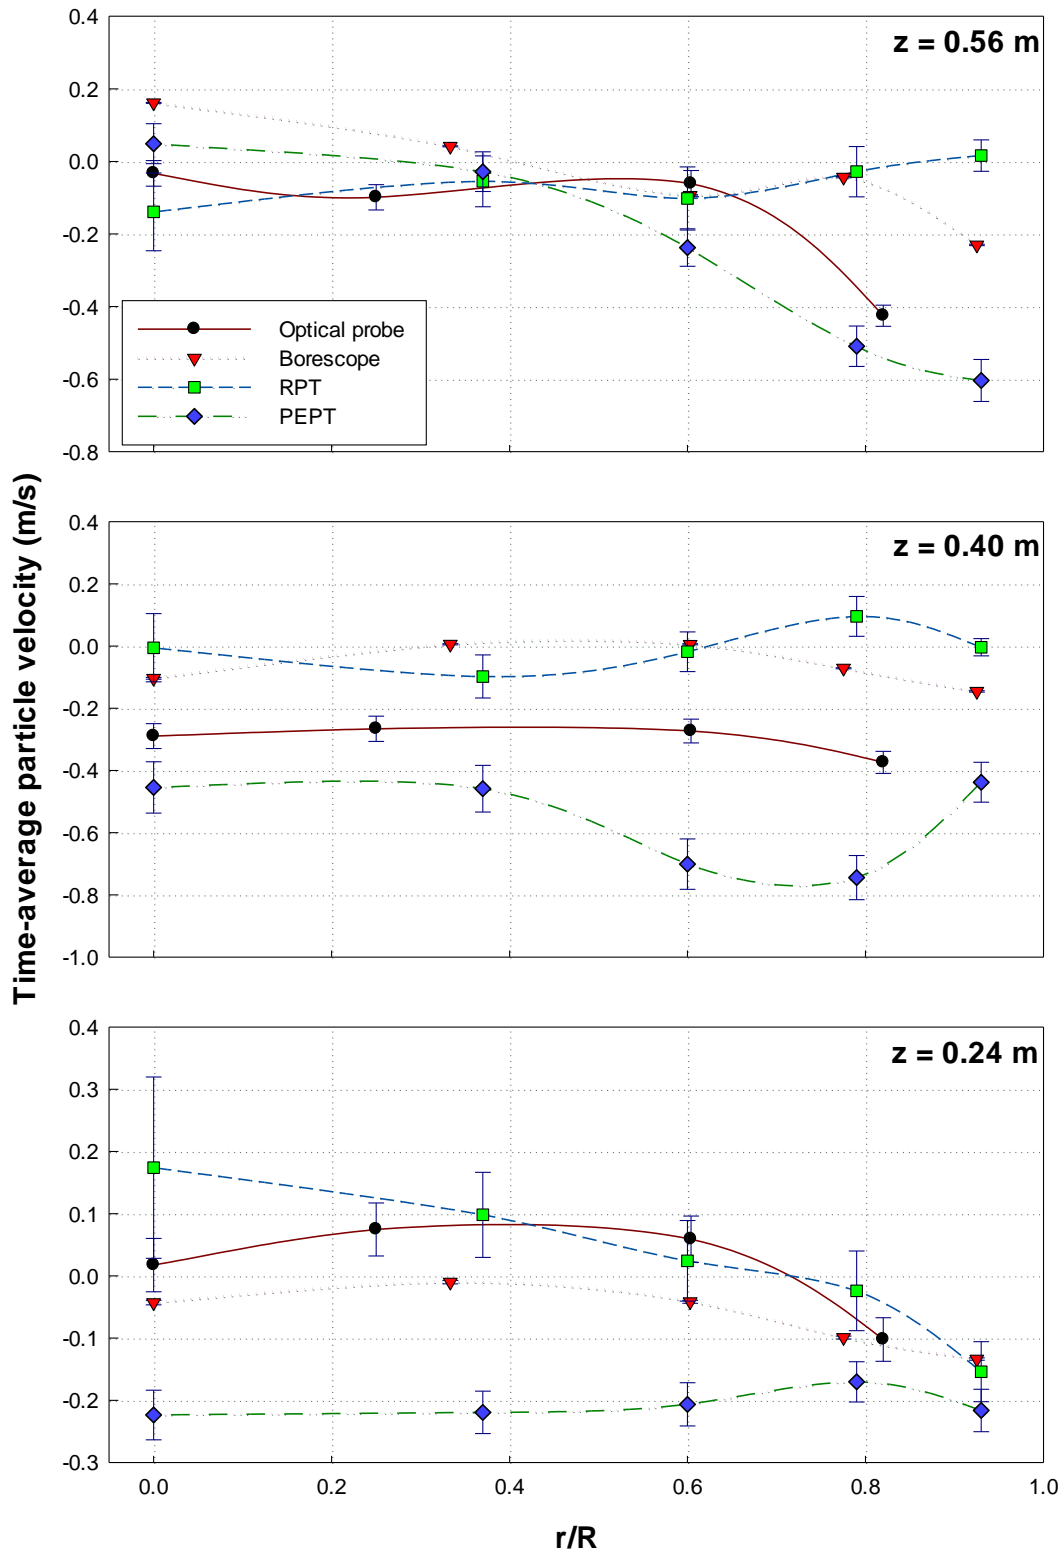 z = 0.56 m
0.4
0.2
0.0
-0.2
-0.4
-0.6
-0.8
Optical probe
Borescope
RPT
PEPT
Time-average particle velocity (m/s)
z = 0.40 m
0.4
0.2
0.0
-0.2
-0.4
-0.6
-0.8
-1.0
z = 0.24 m
0.4
0.3
0.2
0.1
0.0
-0.1
-0.2
-0.3
0.0 0.2 0.4 0.6 0.8 1.0
r/R